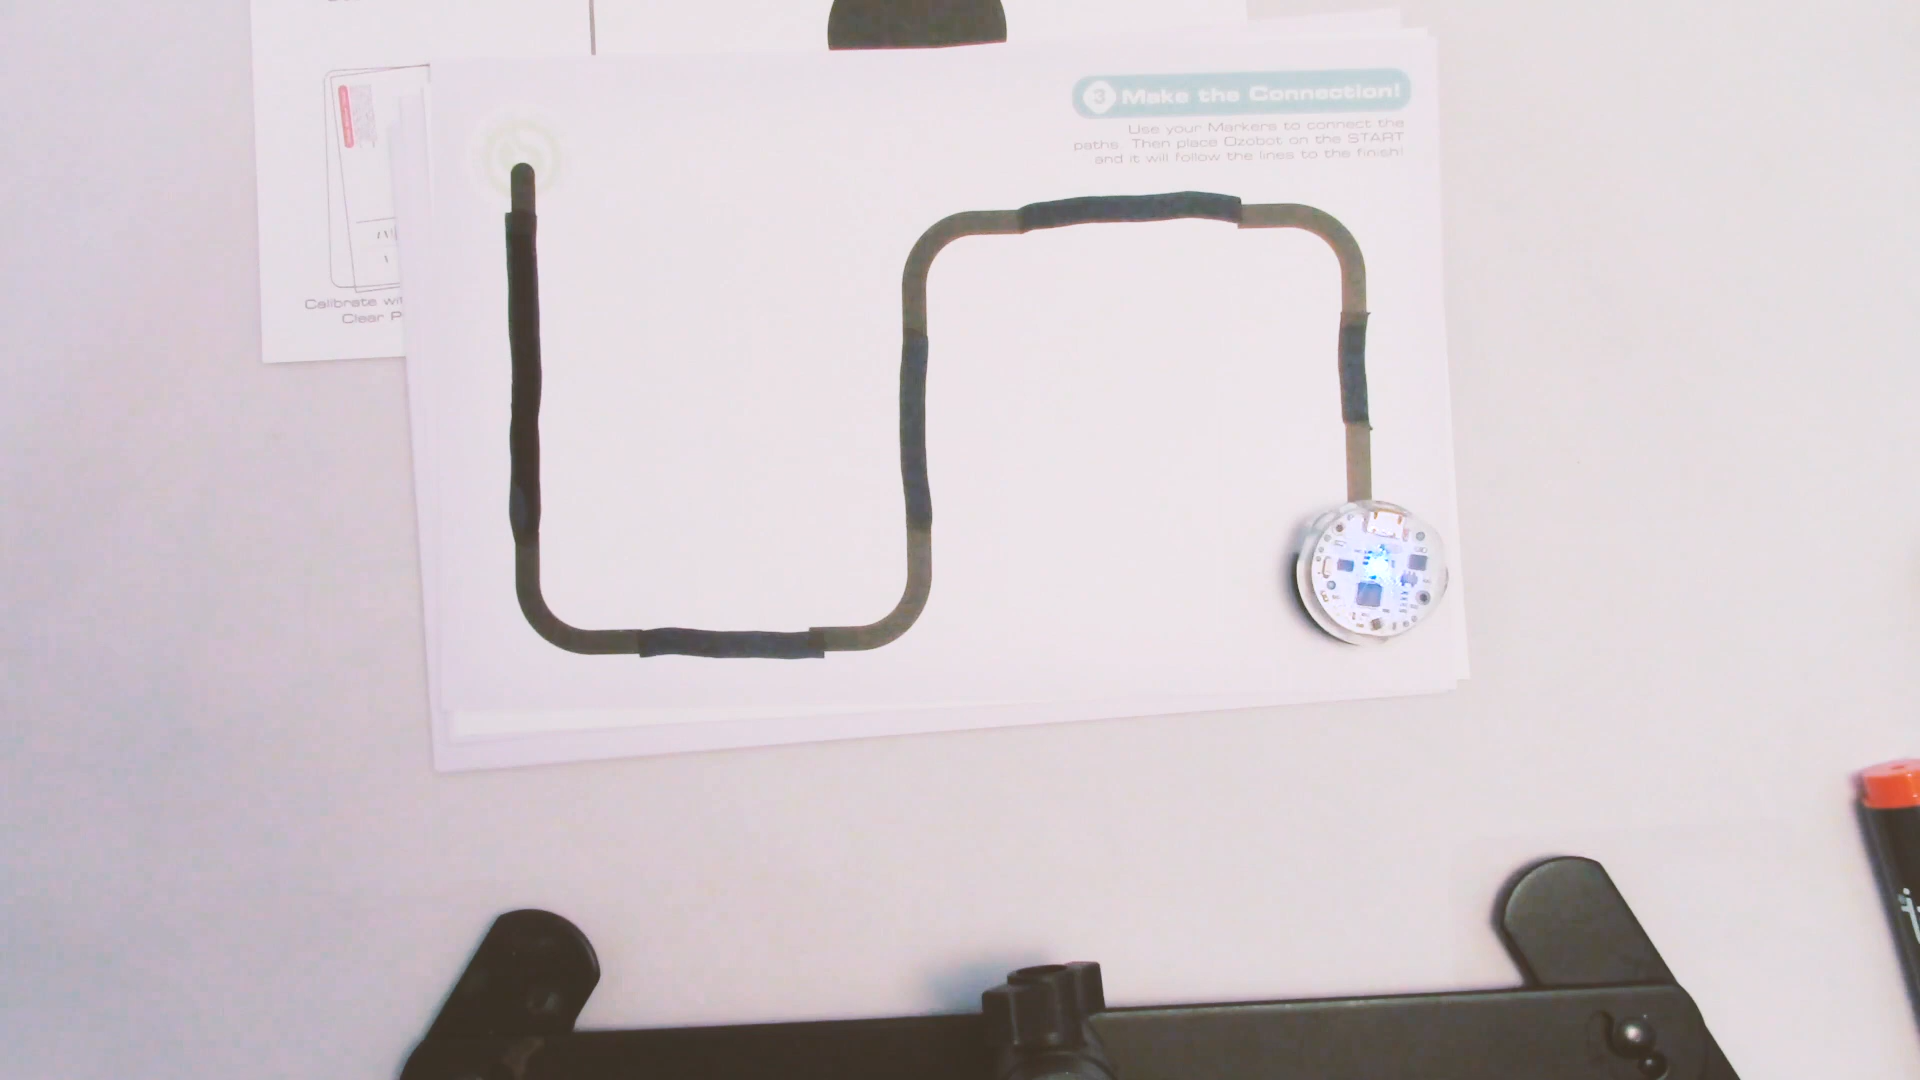 3 Make the Connection!
Use your Markers to connect the
paths. Then place Ozobot on the START
and it will follow the lines to the finish!
Calibrate wit
Clear P